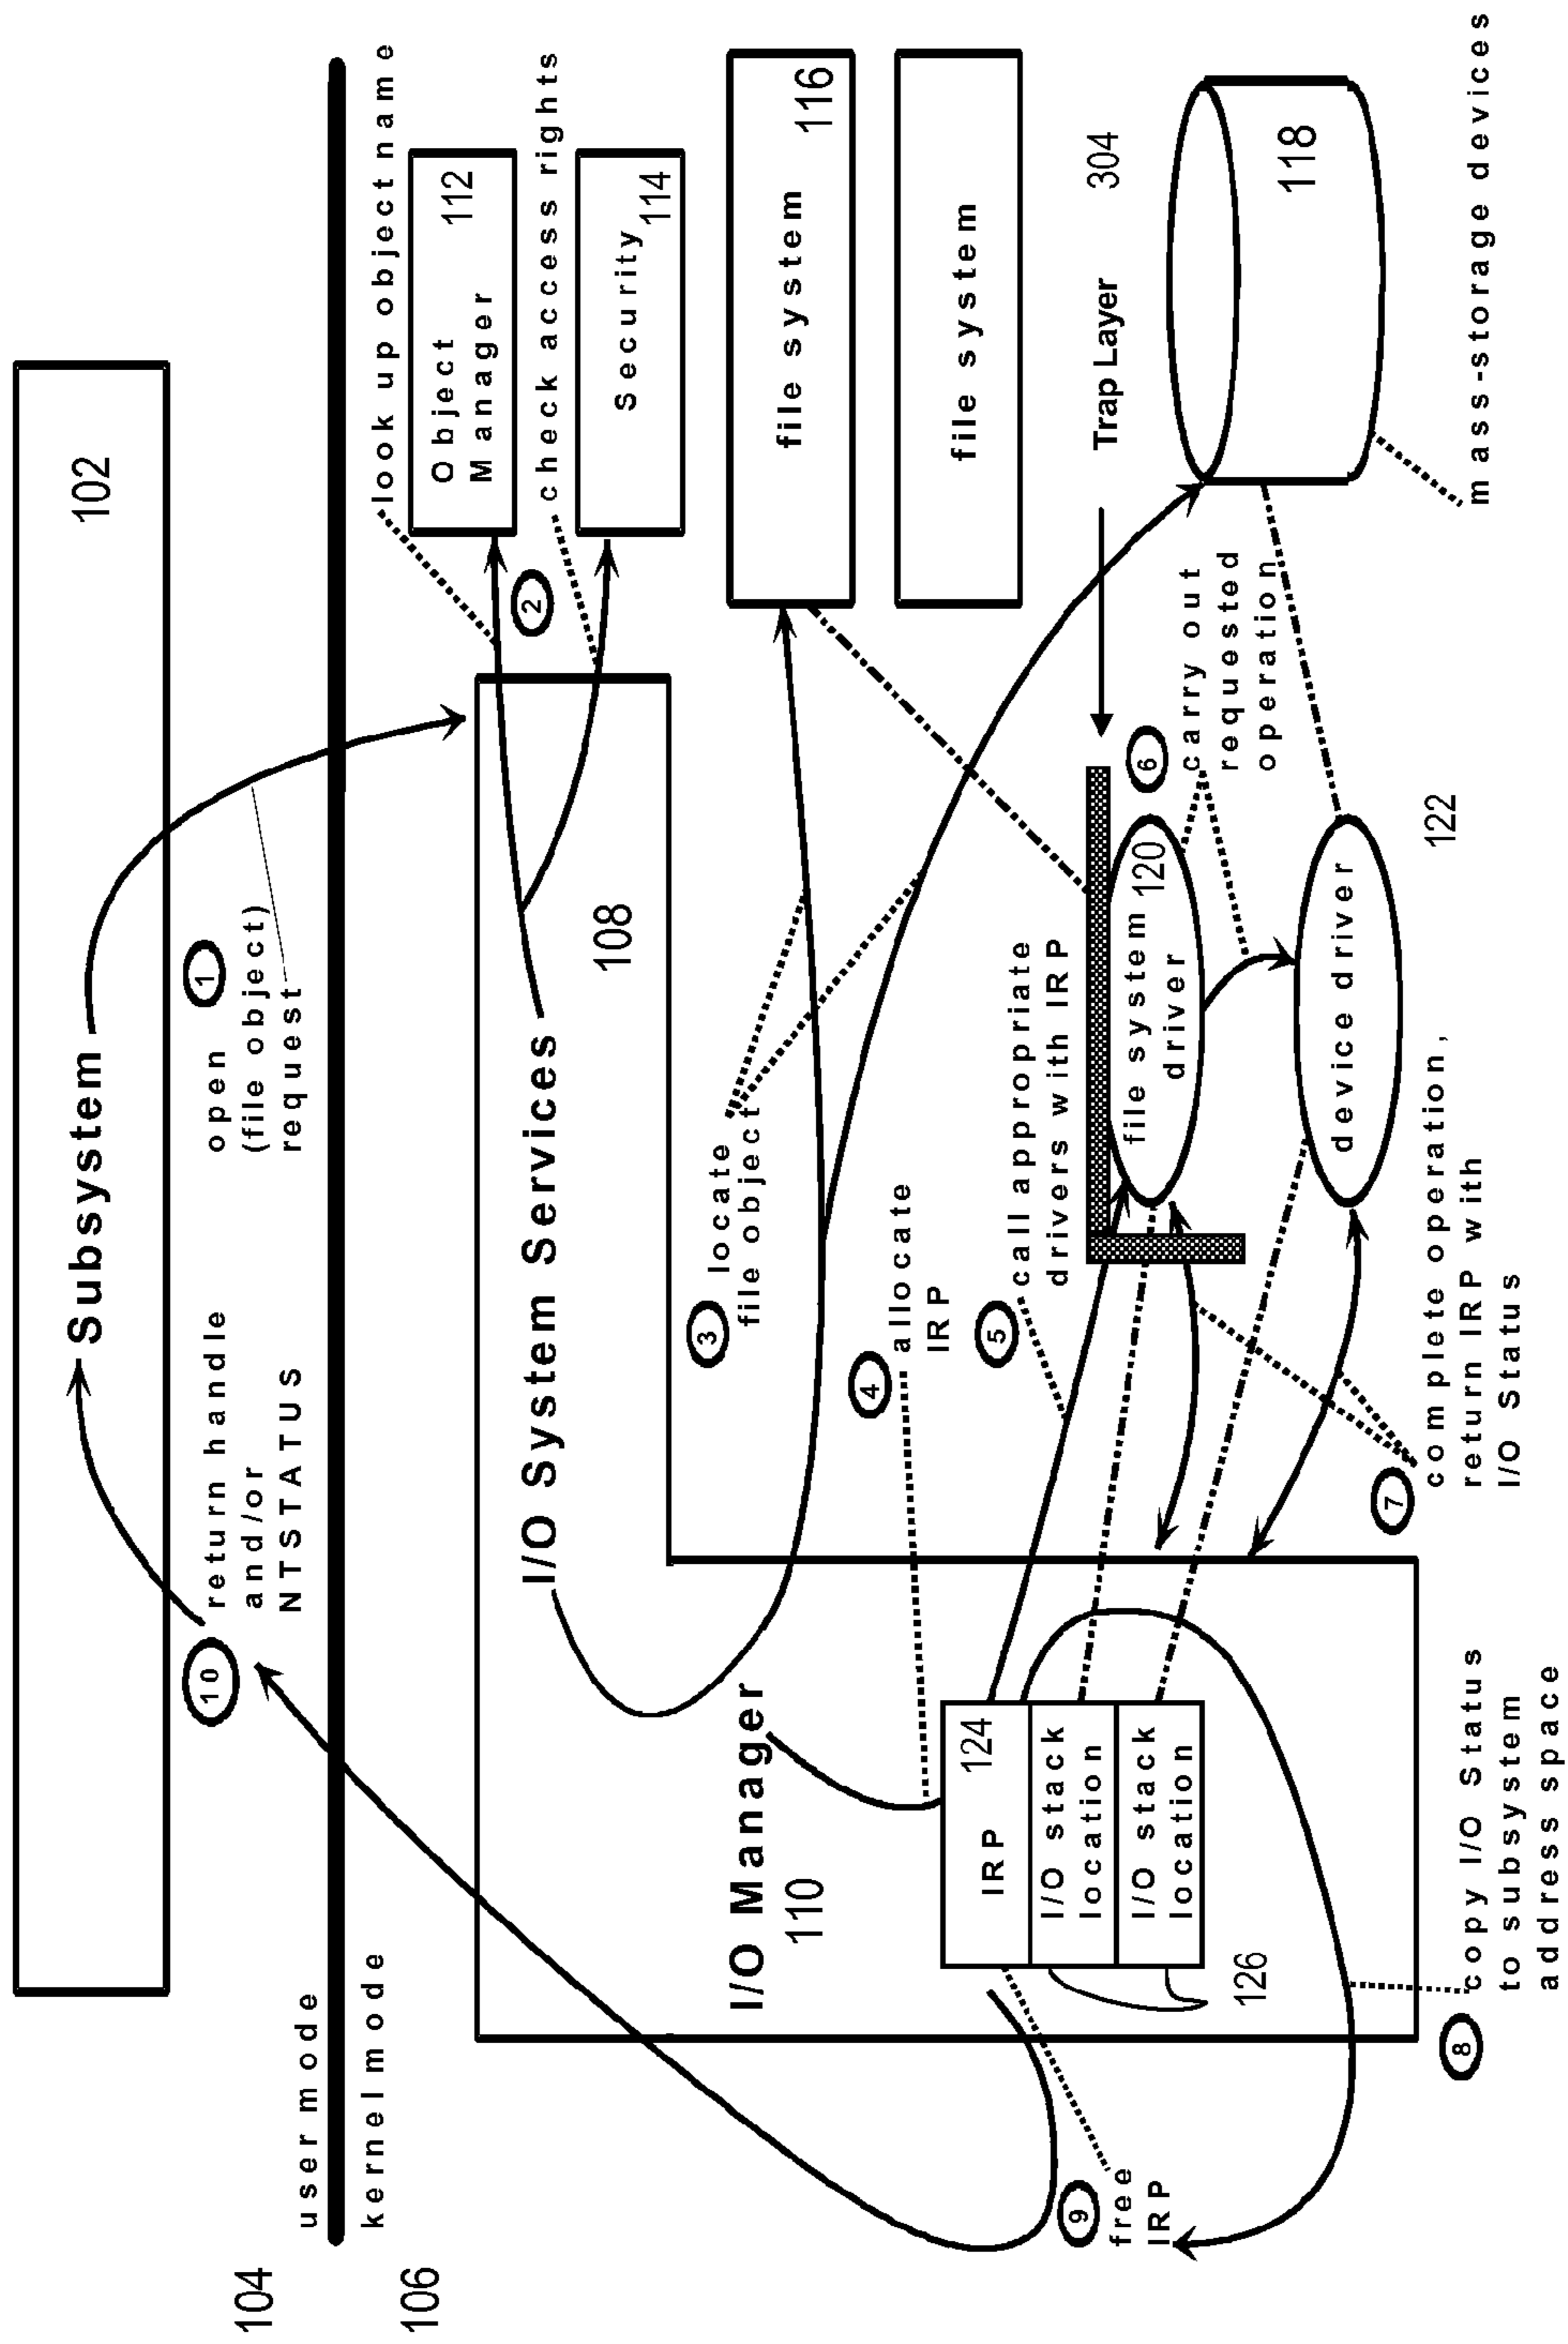 102
Subsystem
1
open
(file object)
request
10
return handle
and/or
NTSTATUS
104
user mode
106
kernel mode
look up object name
Object
Manager
112
2
check access rights
Security
114
I/O System Services
108
file system
116
file system
3
locate
file object
I/O Manager
110
4
allocate
IRP
5
call appropriate
drivers with IRP
Trap Layer
304
IRP
124
I/O stack
location
I/O stack
location
126
file system
driver
120
6
carry out
requested
operation
118
mass-storage devices
device driver
122
7
complete operation,
return IRP with
I/O Status
8
copy I/O Status
to subsystem
address space
9
free
IRP